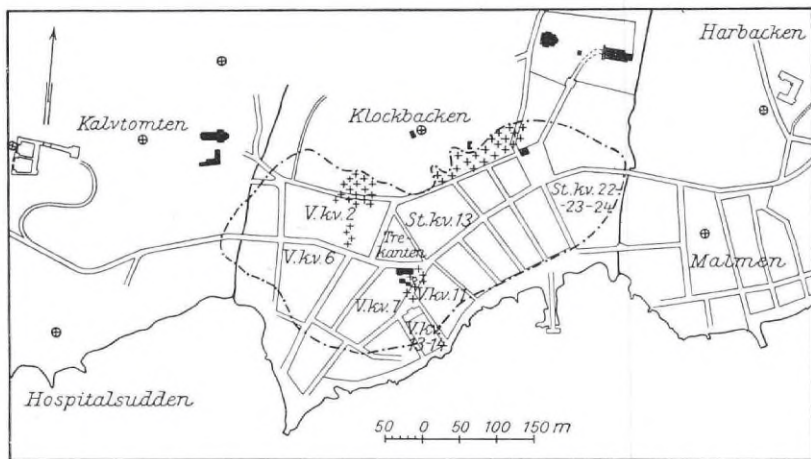 Harbacken
Kalvtomten
Klockbacken
V.kv.2
St.kv.13
St.kv.22-
-23-24
Tre-
kanten
V.kv.6
Malmen
V.kv.11
V.kv.7
V.kv.
13-14
Hospitalsudden
50 0 50 100 150 m